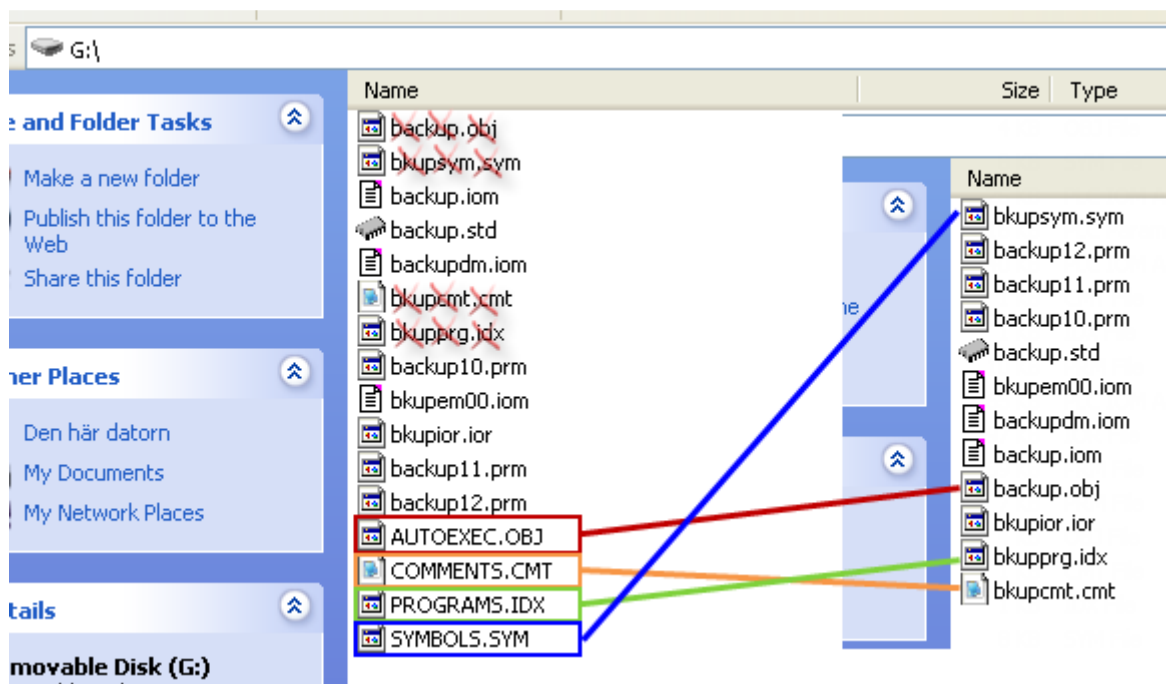 s G:\
Name Size Type
e and Folder Tasks
Make a new folder
Publish this folder to the
Web
Share this folder
ner Places
Den här datorn
My Documents
My Network Places
tails
movable Disk (G:)
backup.obj
bkupsym.sym
backup.iom
backup.std
backupdm.iom
bkupcmt.cmt
bkupprg.idx
backup10.prm
bkupem00.iom
bkupior.ior
backup11.prm
backup12.prm
AUTOEXEC.OBJ
COMMENTS.CMT
PROGRAMS.IDX
SYMBOLS.SYM
ne
Name
bkupsym.sym
backup12.prm
backup11.prm
backup10.prm
backup.std
bkupem00.iom
backupdm.iom
backup.iom
backup.obj
bkupior.ior
bkupprg.idx
bkupcmt.cmt